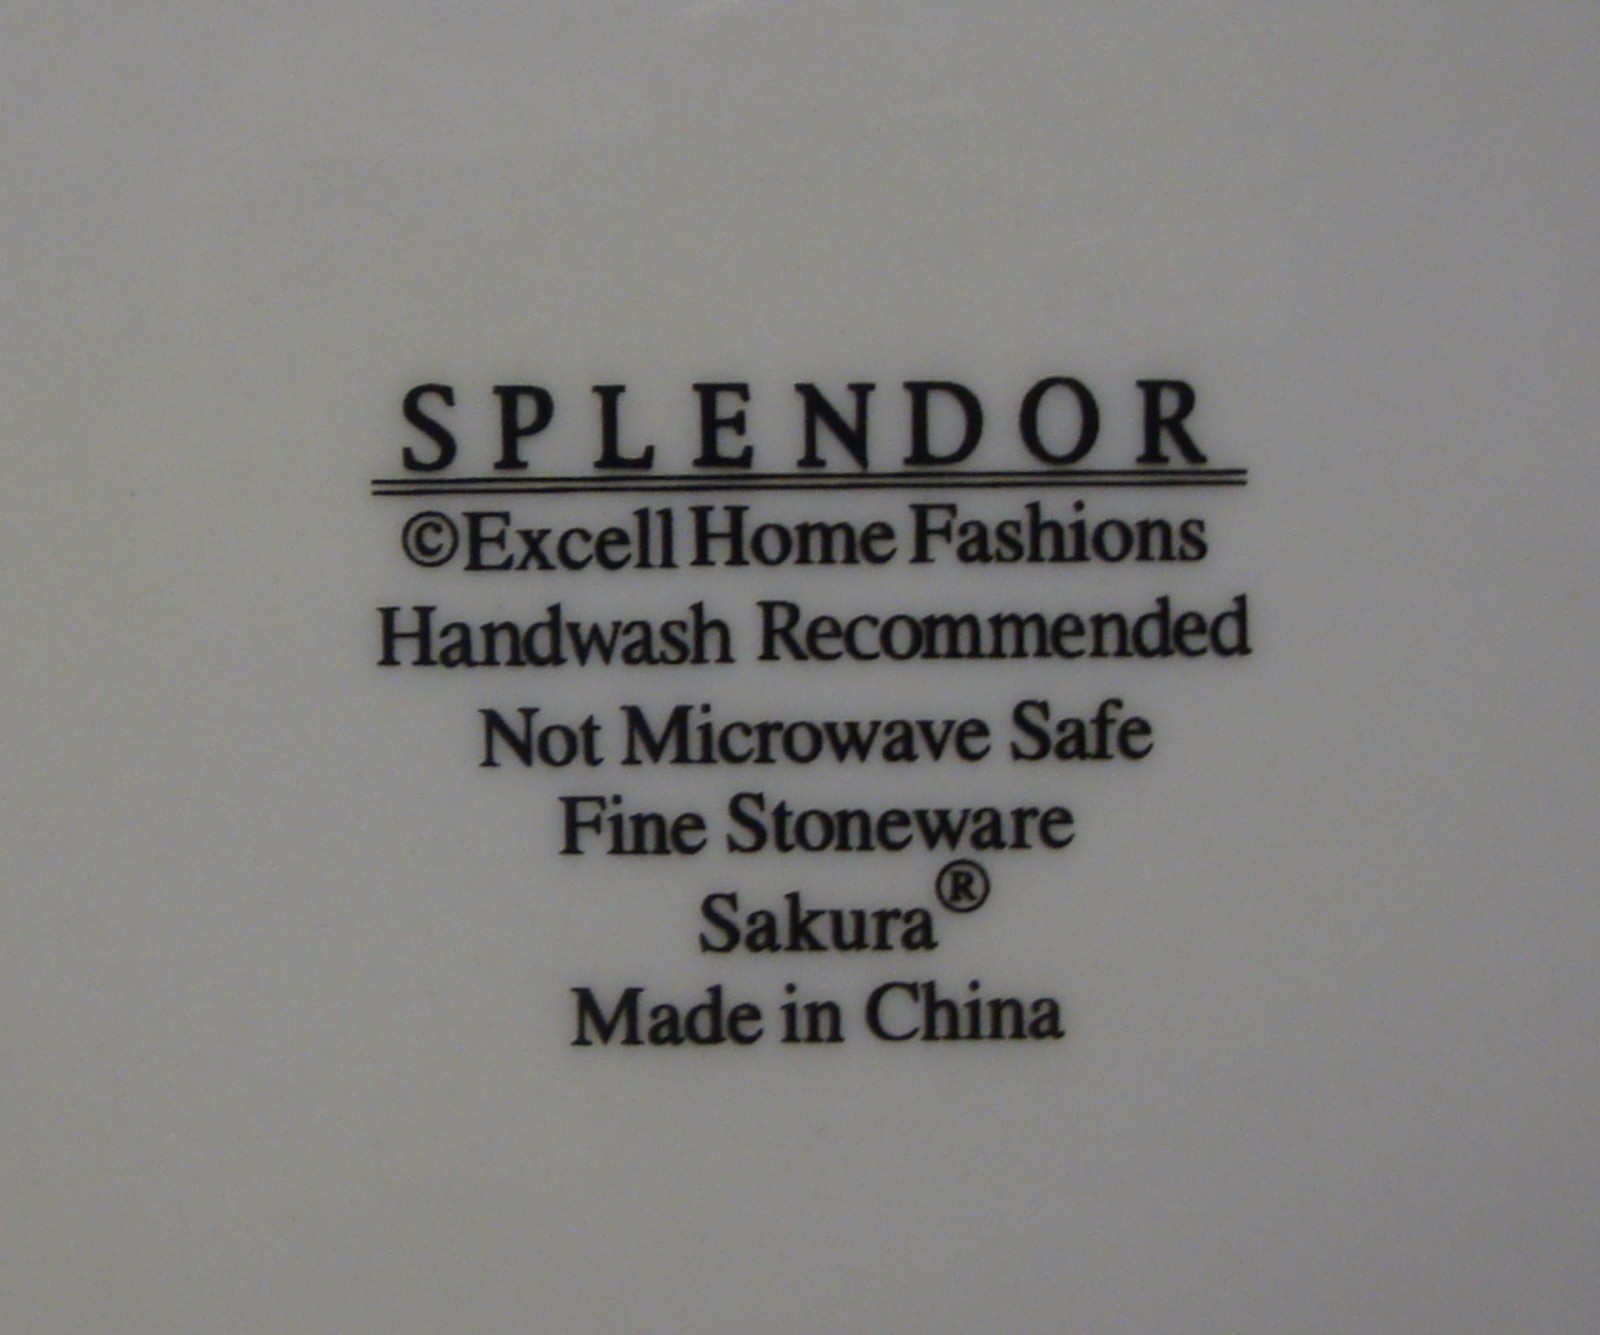 SPLENDOR
©Excell Home Fashions
Handwash Recommended
Not Microwave Safe
Fine Stoneware
Sakura®
Made in China